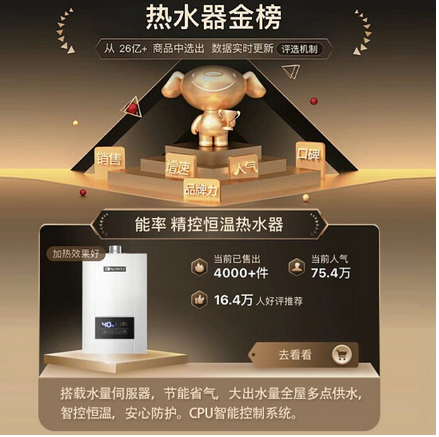 热水器金榜
从 26亿+ 商品中选出 数据实时更新 评选机制
销售 增速 品牌力 人气 口碑
能率 精控恒温热水器
加热效果好
当前已售出 当前人气
4000+件 75.4万
16.4万人好评推荐
40
去看看
搭载水量伺服器，节能省气，大出水量全屋多点供水，
智控恒温，安心防护。CPU智能控制系统。